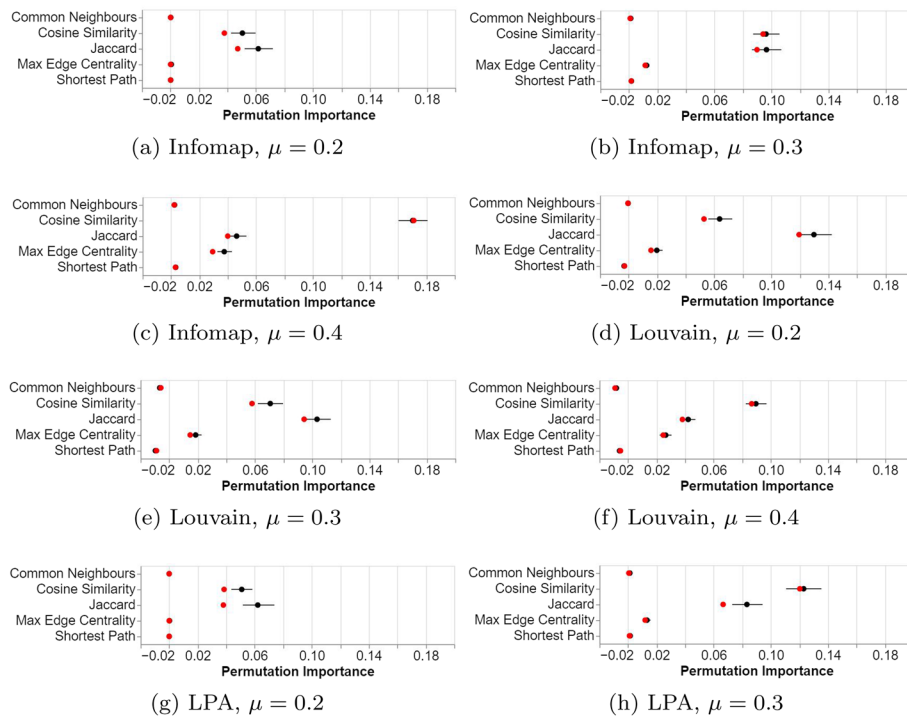 Common Neighbours
Cosine Similarity
Jaccard
Max Edge Centrality
Shortest Path
−0.02 0.02 0.06 0.10 0.14 0.18
Permutation Importance
(a) Infomap, μ = 0.2
Common Neighbours
Cosine Similarity
Jaccard
Max Edge Centrality
Shortest Path
−0.02 0.02 0.06 0.10 0.14 0.18
Permutation Importance
(b) Infomap, μ = 0.3
Common Neighbours
Cosine Similarity
Jaccard
Max Edge Centrality
Shortest Path
−0.02 0.02 0.06 0.10 0.14 0.18
Permutation Importance
(c) Infomap, μ = 0.4
Common Neighbours
Cosine Similarity
Jaccard
Max Edge Centrality
Shortest Path
−0.02 0.02 0.06 0.10 0.14 0.18
Permutation Importance
(d) Louvain, μ = 0.2
Common Neighbours
Cosine Similarity
Jaccard
Max Edge Centrality
Shortest Path
−0.02 0.02 0.06 0.10 0.14 0.18
Permutation Importance
(e) Louvain, μ = 0.3
Common Neighbours
Cosine Similarity
Jaccard
Max Edge Centrality
Shortest Path
−0.02 0.02 0.06 0.10 0.14 0.18
Permutation Importance
(f) Louvain, μ = 0.4
Common Neighbours
Cosine Similarity
Jaccard
Max Edge Centrality
Shortest Path
−0.02 0.02 0.06 0.10 0.14 0.18
Permutation Importance
(g) LPA, μ = 0.2
Common Neighbours
Cosine Similarity
Jaccard
Max Edge Centrality
Shortest Path
−0.02 0.02 0.06 0.10 0.14 0.18
Permutation Importance
(h) LPA, μ = 0.3